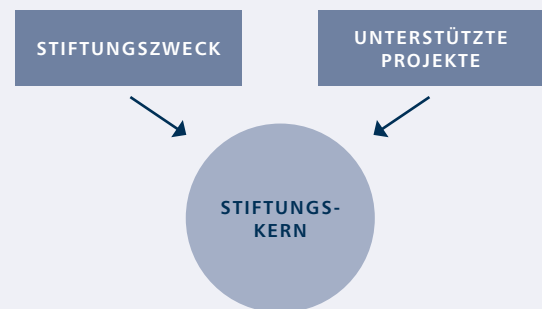 STIFTUNGSZWECK
UNTERSTÜTZTE
PROJEKTE
STIFTUNGS-
KERN